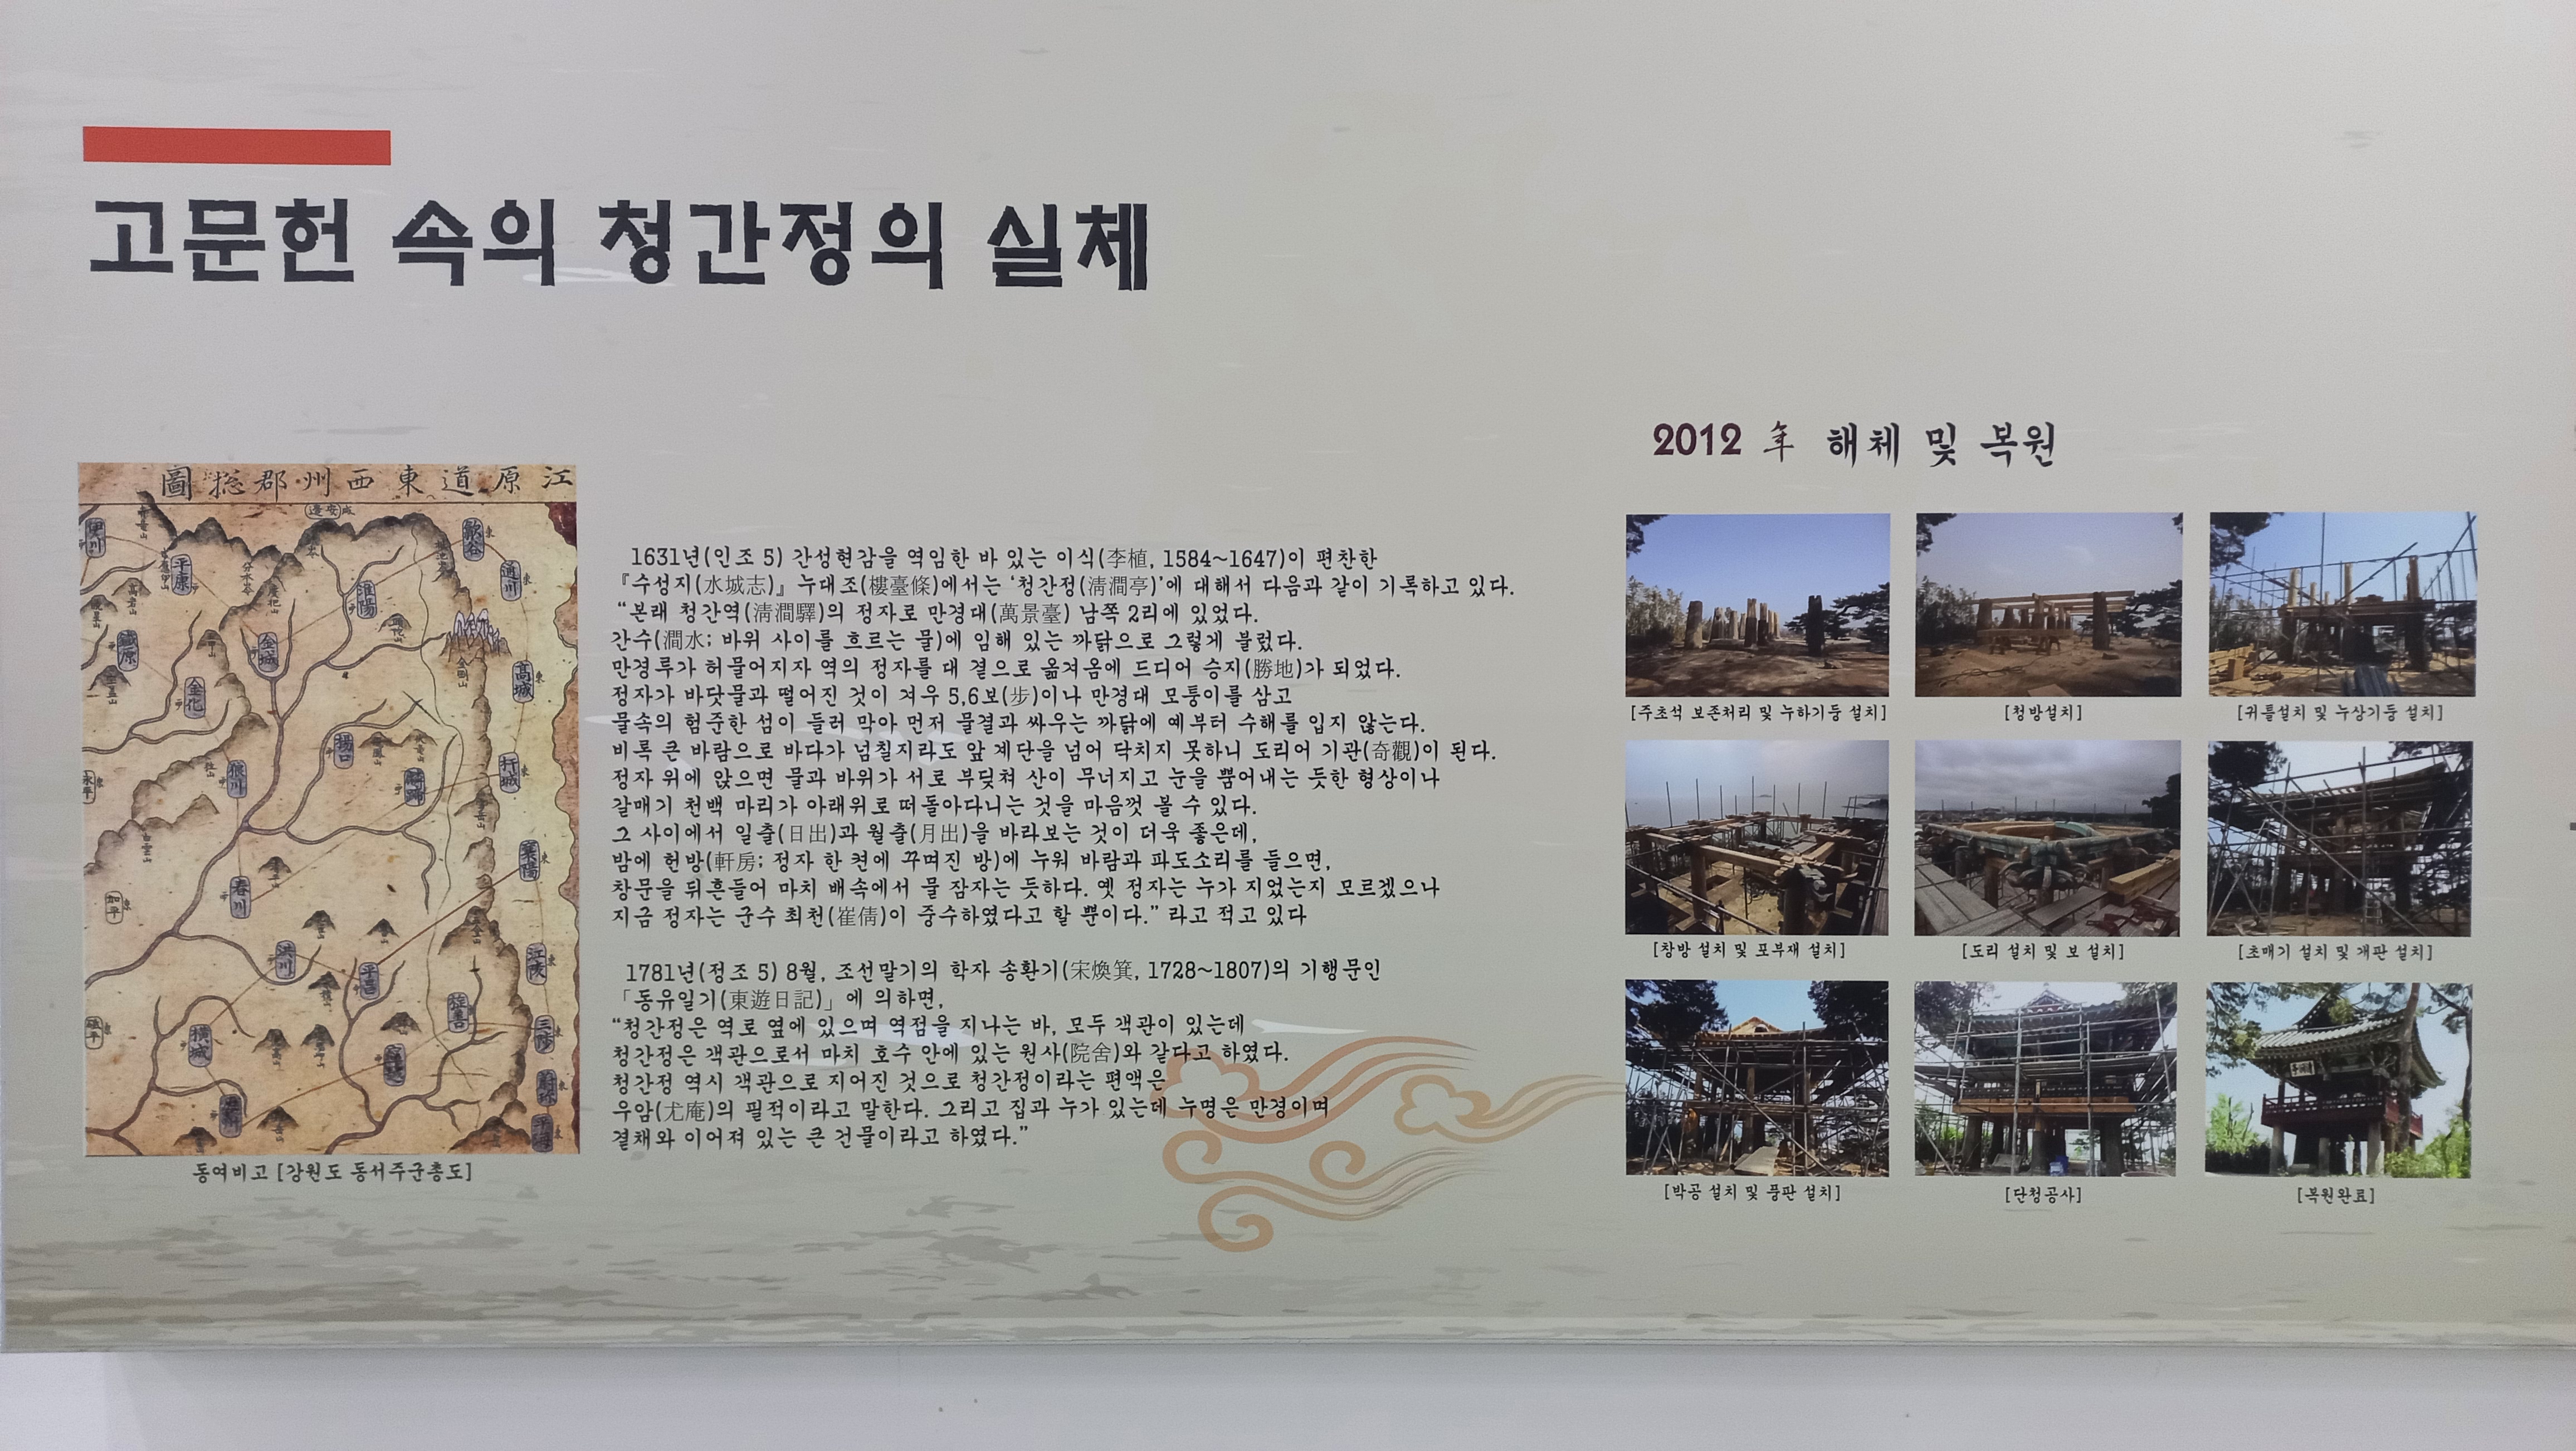 고문헌 속의 청간정의 실체
江原道東西州郡摠圖
동여비고 [강원도 동서주군총도]
1631년(인조 5) 간성현감을 역임한 바 있는 이식(李植, 1584~1647)이 편찬한
『수성지(水城志)』 누대조(樓臺條)에서는 ‘청간정(淸澗亭)’에 대해서 다음과 같이 기록하고 있다.
“본래 청간역(淸澗驛)의 정자로 만경대(萬景臺) 남쪽 2리에 있었다.
간수(澗水; 바위 사이를 흐르는 물)에 임해 있는 까닭으로 그렇게 불렀다.
만경루가 허물어지자 역의 정자를 대 곁으로 옮겨옴에 드디어 승지(勝地)가 되었다.
정자가 바닷물과 떨어진 것이 겨우 5,6보(步)이나 만경대 모퉁이를 삼고
물속의 험준한 섬이 들러 막아 먼저 물결과 싸우는 까닭에 예부터 수해를 입지 않는다.
비록 큰 바람으로 바다가 넘칠지라도 앞 계단을 넘어 닥치지 못하니 도리어 기관(奇觀)이 된다.
정자 위에 앉으면 물과 바위가 서로 부딪쳐 산이 무너지고 눈을 뿜어내는 듯한 형상이나
갈매기 천백 마리가 아래위로 떠돌아다니는 것을 마음껏 볼 수 있다.
그 사이에서 일출(日出)과 월출(月出)을 바라보는 것이 더욱 좋은데,
밤에 헌방(軒房; 정자 한 켠에 꾸며진 방)에 누워 바람과 파도소리를 들으면,
창문을 뒤흔들어 마치 배속에서 물 잠자는 듯하다. 옛 정자는 누가 지었는지 모르겠으나
지금 정자는 군수 최천(崔倩)이 중수하였다고 할 뿐이다.” 라고 적고 있다
1781년(정조 5) 8월, 조선말기의 학자 송환기(宋煥箕, 1728~1807)의 기행문인
「동유일기(東遊日記)」에 의하면,
“청간정은 역로 옆에 있으며 역점을 지나는 바, 모두 객관이 있는데
청간정은 객관으로서 마치 호수 안에 있는 원사(院舍)와 같다고 하였다.
청간정 역시 객관으로 지어진 것으로 청간정이라는 편액은
우암(尤庵)의 필적이라고 말한다. 그리고 집과 누가 있는데 누명은 만경이며
결채와 이어져 있는 큰 건물이라고 하였다.”
2012 年 해체 및 복원
[주초석 보존처리 및 누하기둥 설치]
[청방설치]
[귀틀설치 및 누상기둥 설치]
[창방 설치 및 포부재 설치]
[도리 설치 및 보 설치]
[초매기 설치 및 개판 설치]
[박공 설치 및 풍판 설치]
[단청공사]
[복원완료]